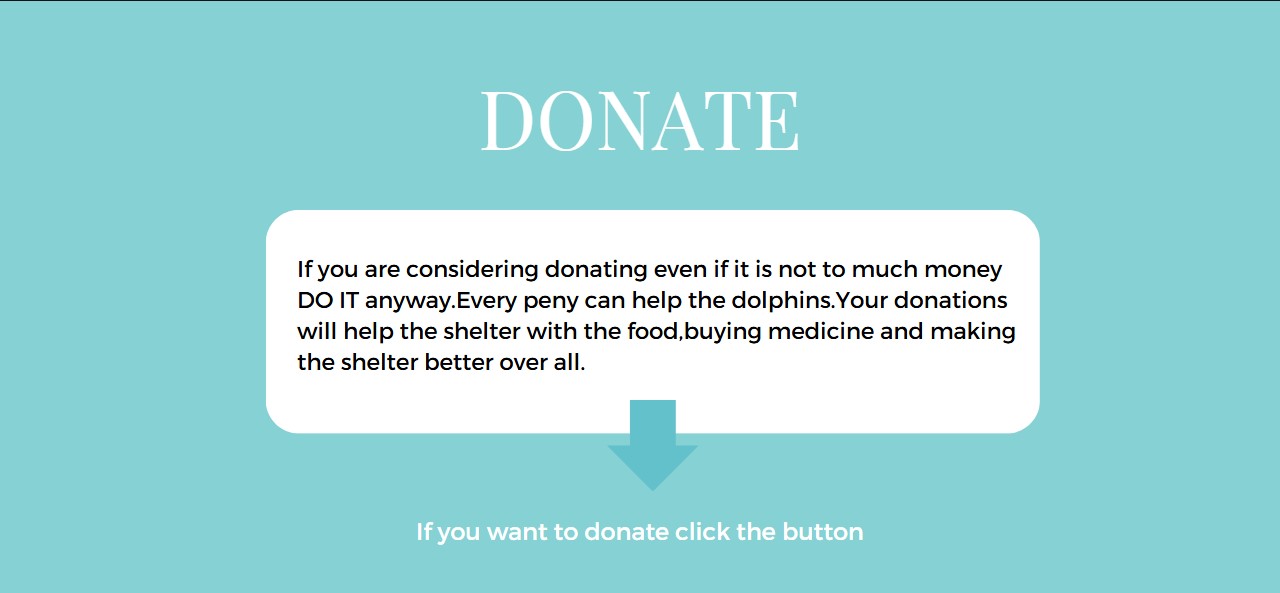 DONATE
If you are considering donating even if it is not to much money
DO IT anyway.Every peny can help the dolphins.Your donations
will help the shelter with the food,buying medicine and making
the shelter better over all.
If you want to donate click the button